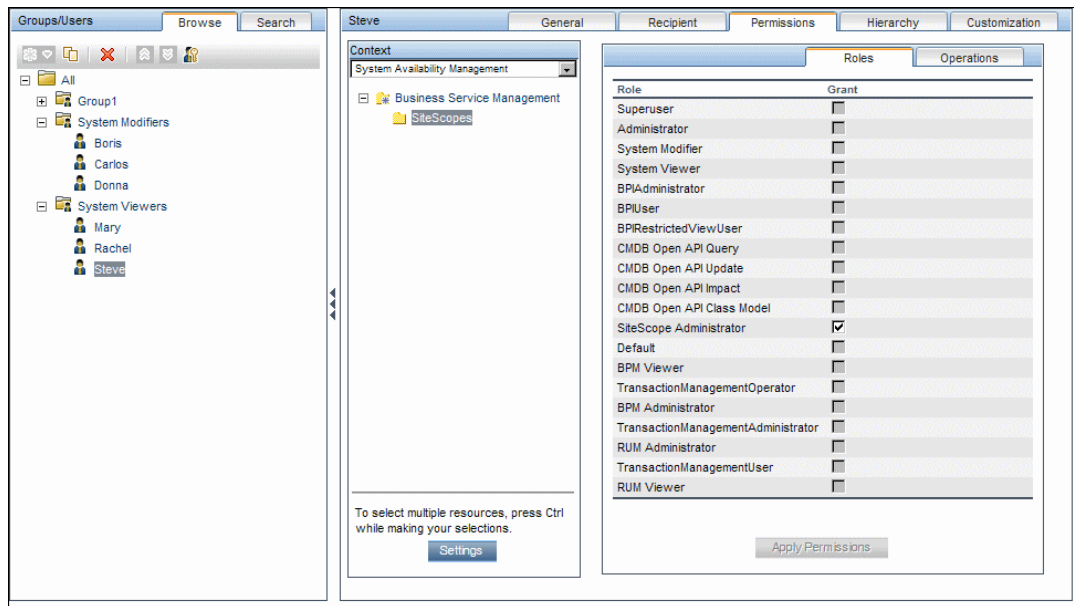 Groups/Users
Browse
Search
All
Group1
System Modifiers
Boris
Carlos
Donna
System Viewers
Mary
Rachel
Steve
Steve
General
Recipient
Permissions
Hierarchy
Customization
Context
System Availability Management
Business Service Management
SiteScopes
To select multiple resources, press Ctrl
while making your selections.
Settings
Roles
Operations
Role Grant
Superuser
Administrator
System Modifier
System Viewer
BPIAdministrator
BPIUser
BPIRestrictedViewUser
CMDB Open API Query
CMDB Open API Update
CMDB Open API Impact
CMDB Open API Class Model
SiteScope Administrator
Default
BPM Viewer
TransactionManagementOperator
BPM Administrator
TransactionManagementAdministrator
RUM Administrator
TransactionManagementUser
RUM Viewer
Apply Permissions